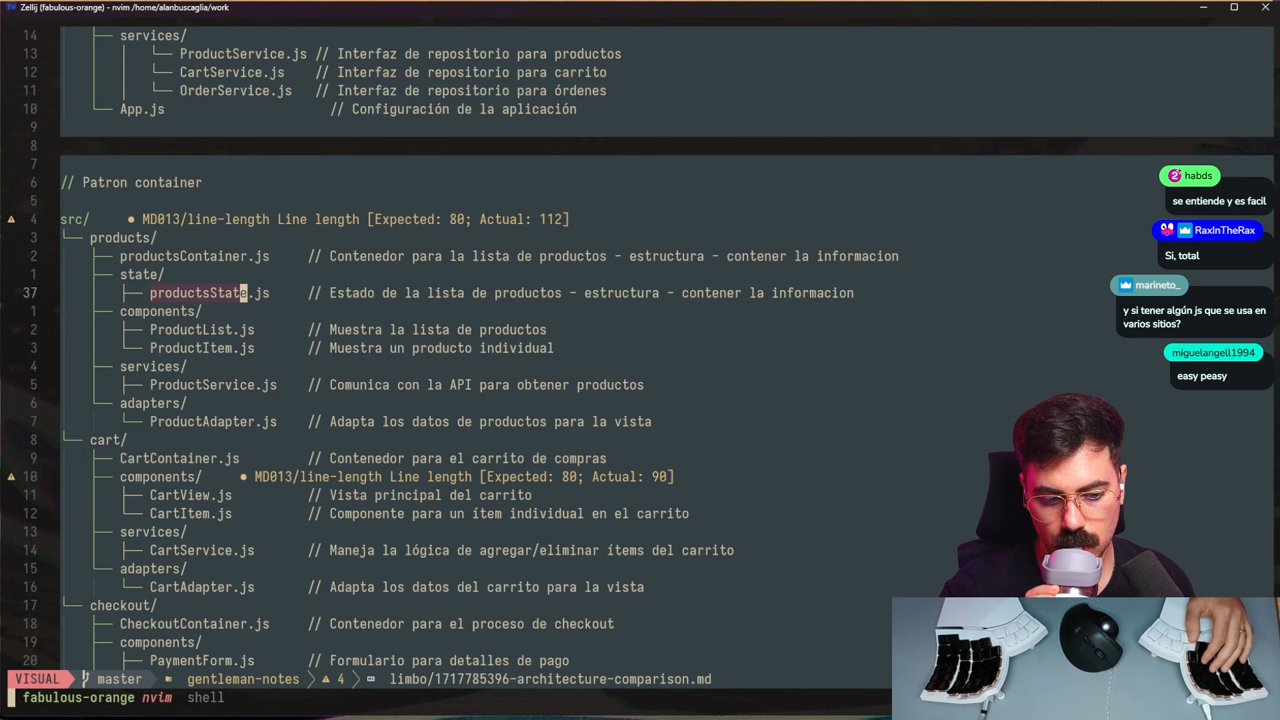 Zellij (fabulous-orange) - nvim /home/alanbuscaglia/work
14 ├── services/
13 │ └── ProductService.js // Interfaz de repositorio para productos
12 │ └── CartService.js // Interfaz de repositorio para carrito
11 │ └── OrderService.js // Interfaz de repositorio para órdenes
10 └── App.js // Configuración de la aplicación
9
8
7
6 // Patron container
5
4 src/ ● MD013/line-length Line length [Expected: 80; Actual: 112]
3 └── products/
2 ├── productsContainer.js // Contenedor para la lista de productos - estructura - contener la informacion
1 ├── state/
37 ├── productsState.js // Estado de la lista de productos - estructura - contener la informacion
1 ├── components/
2 ├── ProductList.js // Muestra la lista de productos
3 ├── ProductItem.js // Muestra un producto individual
4 ├── services/
5 ├── ProductService.js // Comunica con la API para obtener productos
6 ├── adapters/
7 └── ProductAdapter.js // Adapta los datos de productos para la vista
8 └── cart/
9 ├── CartContainer.js // Contenedor para el carrito de compras
10 ├── components/ ● MD013/line-length Line length [Expected: 80; Actual: 90]
11 ├── CartView.js // Vista principal del carrito
12 ├── CartItem.js // Componente para un ítem individual en el carrito
13 ├── services/
14 ├── CartService.js // Maneja la lógica de agregar/eliminar ítems del carrito
15 ├── adapters/
16 └── CartAdapter.js // Adapta los datos del carrito para la vista
17 └── checkout/
18 ├── CheckoutContainer.js // Contenedor para el proceso de checkout
19 ├── components/
20 ├── PaymentForm.js // Formulario para detalles de pago
VISUAL master gentleman-notes 4 limbo/1717785396-architecture-comparison.md
fabulous-orange nvim shell
habds
se entiende y es facil
RaxInTheRax
Si, total
marineto_
y si tener algún js que se usa en
varios sitios?
miguelangell1994
easy peasy